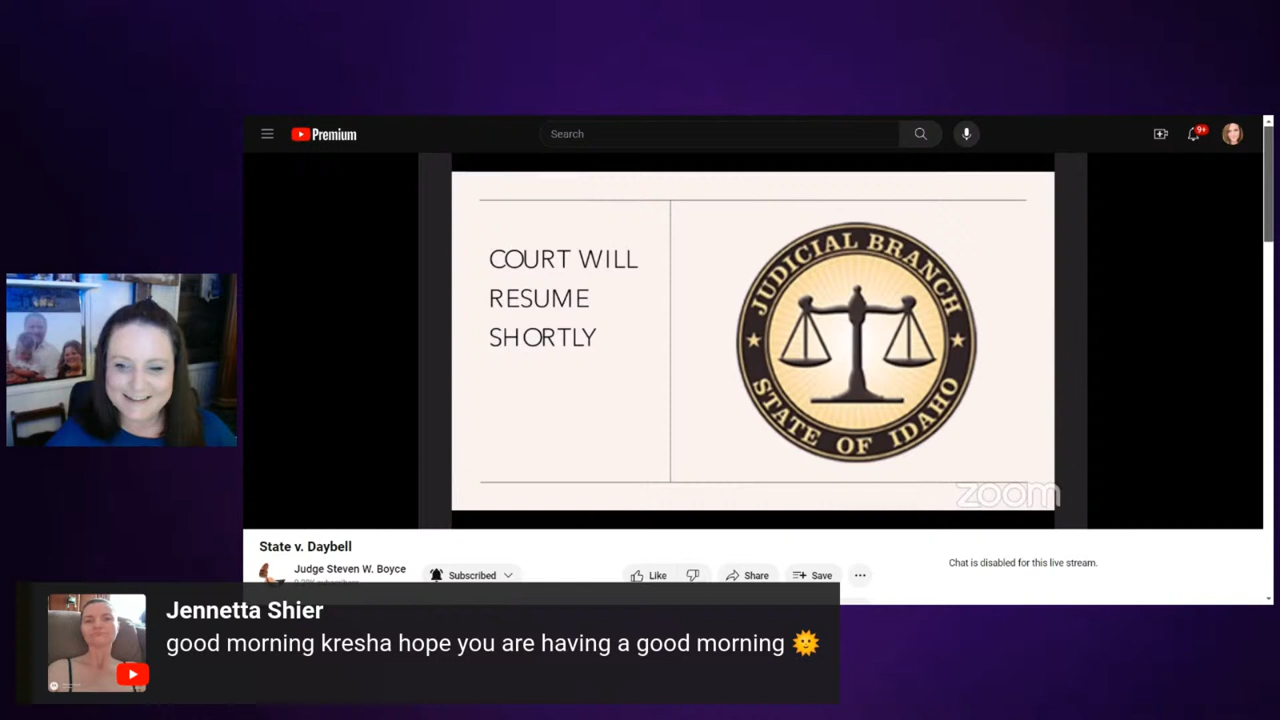 Premium
Search
9+
COURT WILL
RESUME
SHORTLY
JUDICIAL BRANCH
STATE OF IDAHO
zoom
State v. Daybell
Judge Steven W. Boyce
Subscribed
Like
Share
Save
Chat is disabled for this live stream.
Jennetta Shier
good morning kresha hope you are having a good morning 🌞